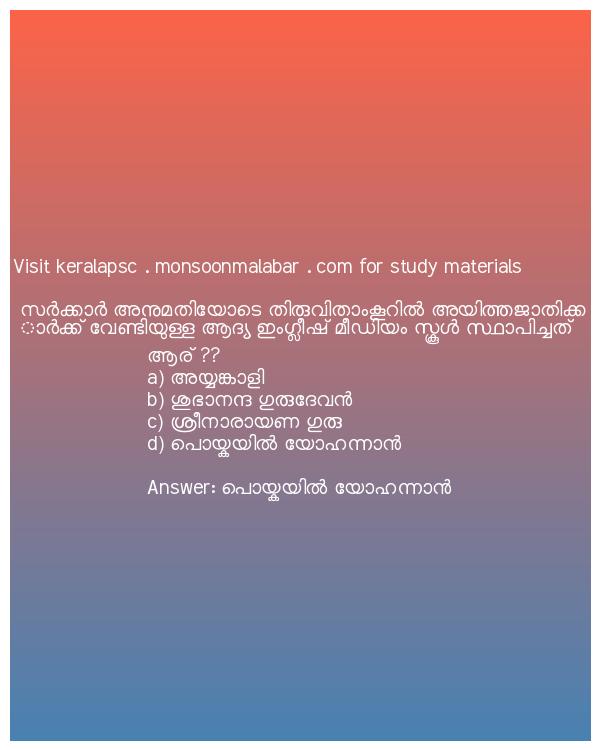 Visit keralapsc . monsoonmalabar . com for study materials
സർക്കാർ അനുമതിയോടെ തിരുവിതാംകൂറിൽ അയിത്തജാതിക്ക
ാർക്ക് വേണ്ടിയുള്ള ആദ്യ ഇംഗ്ലീഷ് മീഡിയം സ്കൂൾ സ്ഥാപിച്ചത്
ആര് ??
a) അയ്യങ്കാളി
b) ശുഭാനന്ദ ഗുരുദേവൻ
c) ശ്രീനാരായണ ഗുരു
d) പൊയ്കയിൽ യോഹന്നാൻ
Answer: പൊയ്കയിൽ യോഹന്നാൻ